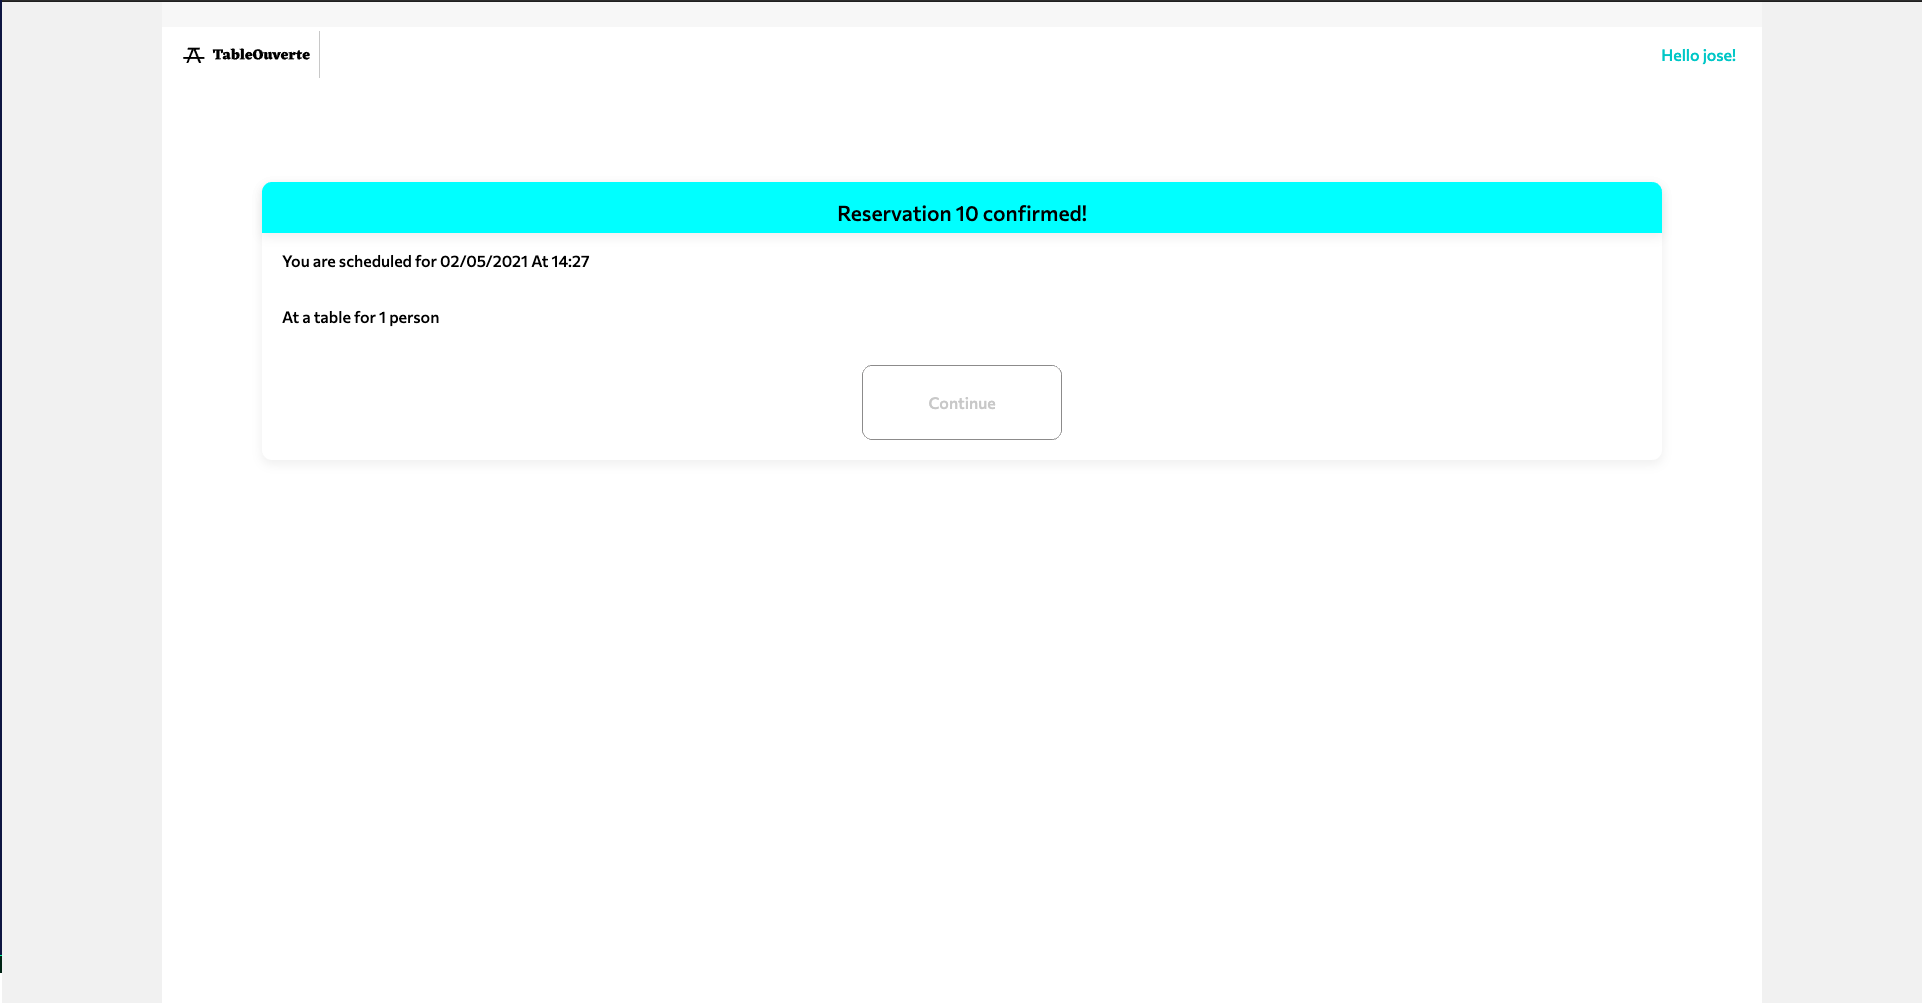 TableOuverte
Hello jose!
Reservation 10 confirmed!
You are scheduled for 02/05/2021 At 14:27
At a table for 1 person
Continue